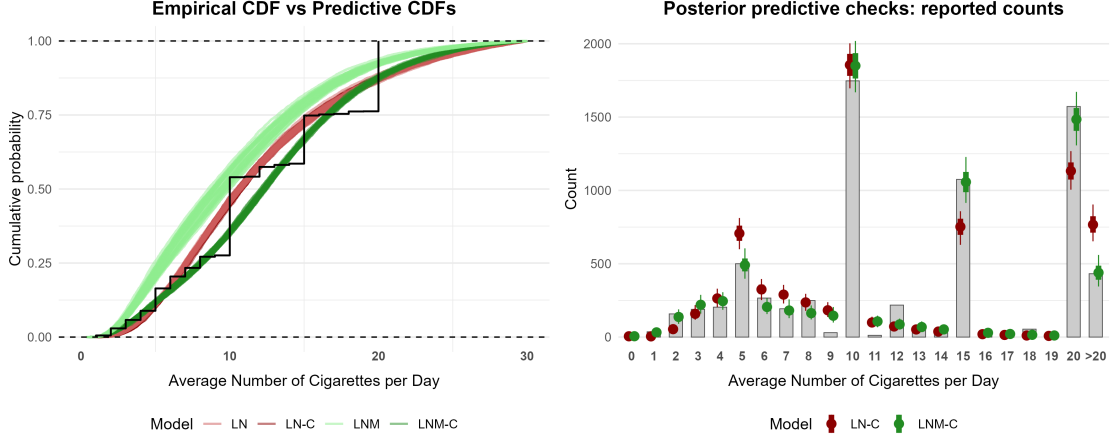 Empirical CDF vs Predictive CDFs
Cumulative probability
1.00
0.75
0.50
0.25
0.00
0 10 20 30
Average Number of Cigarettes per Day
Model LN LN-C LNM LNM-C
Posterior predictive checks: reported counts
Count
2000
1500
1000
500
0
0 1 2 3 4 5 6 7 8 9 10 11 12 13 14 15 16 17 18 19 20 >20
Average Number of Cigarettes per Day
Model LN-C LNM-C